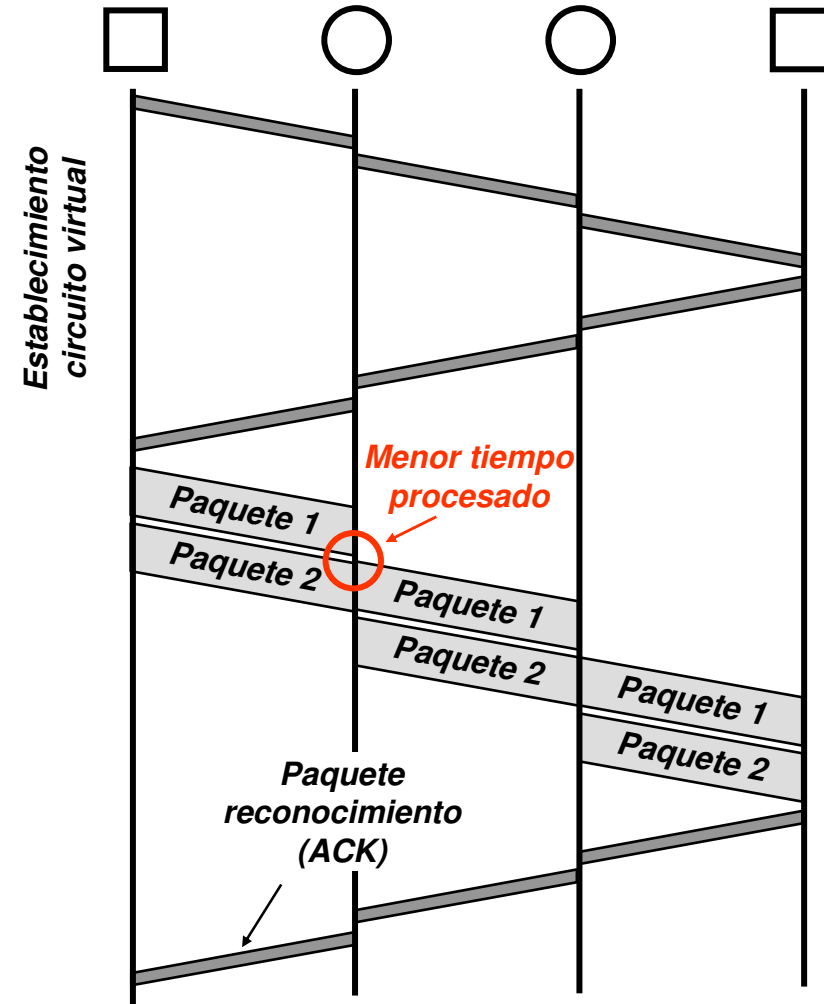 Establecimiento
circuito virtual
Menor tiempo
procesado
Paquete 1
Paquete 2
Paquete 1
Paquete 2
Paquete 1
Paquete 2
Paquete
reconocimiento
(ACK)